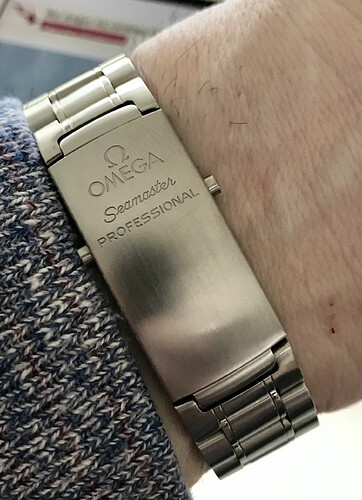 Ω
OMEGA
Seamaster
PROFESSIONAL